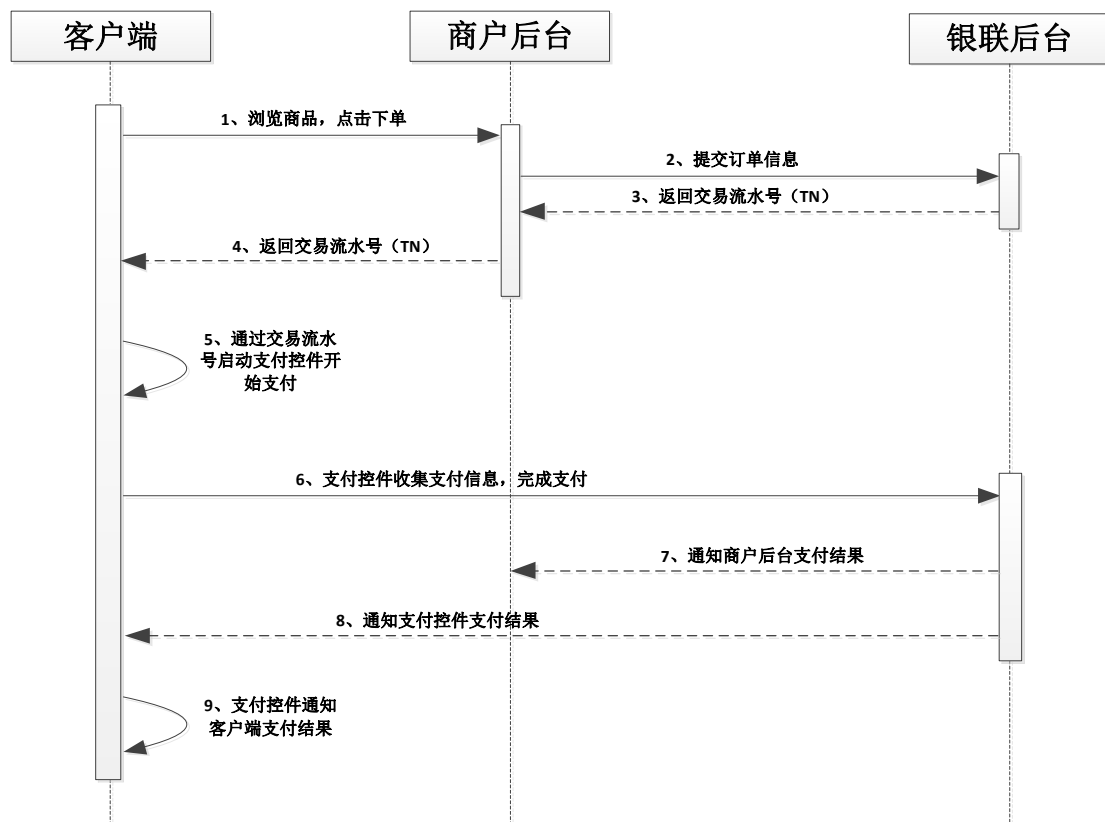 客户端
商户后台
银联后台
1、浏览商品，点击下单
2、提交订单信息
3、返回交易流水号（TN）
4、返回交易流水号（TN）
5、通过交易流水
号启动支付控件开
始支付
6、支付控件收集支付信息，完成支付
7、通知商户后台支付结果
8、通知支付控件支付结果
9、支付控件通知
客户端支付结果